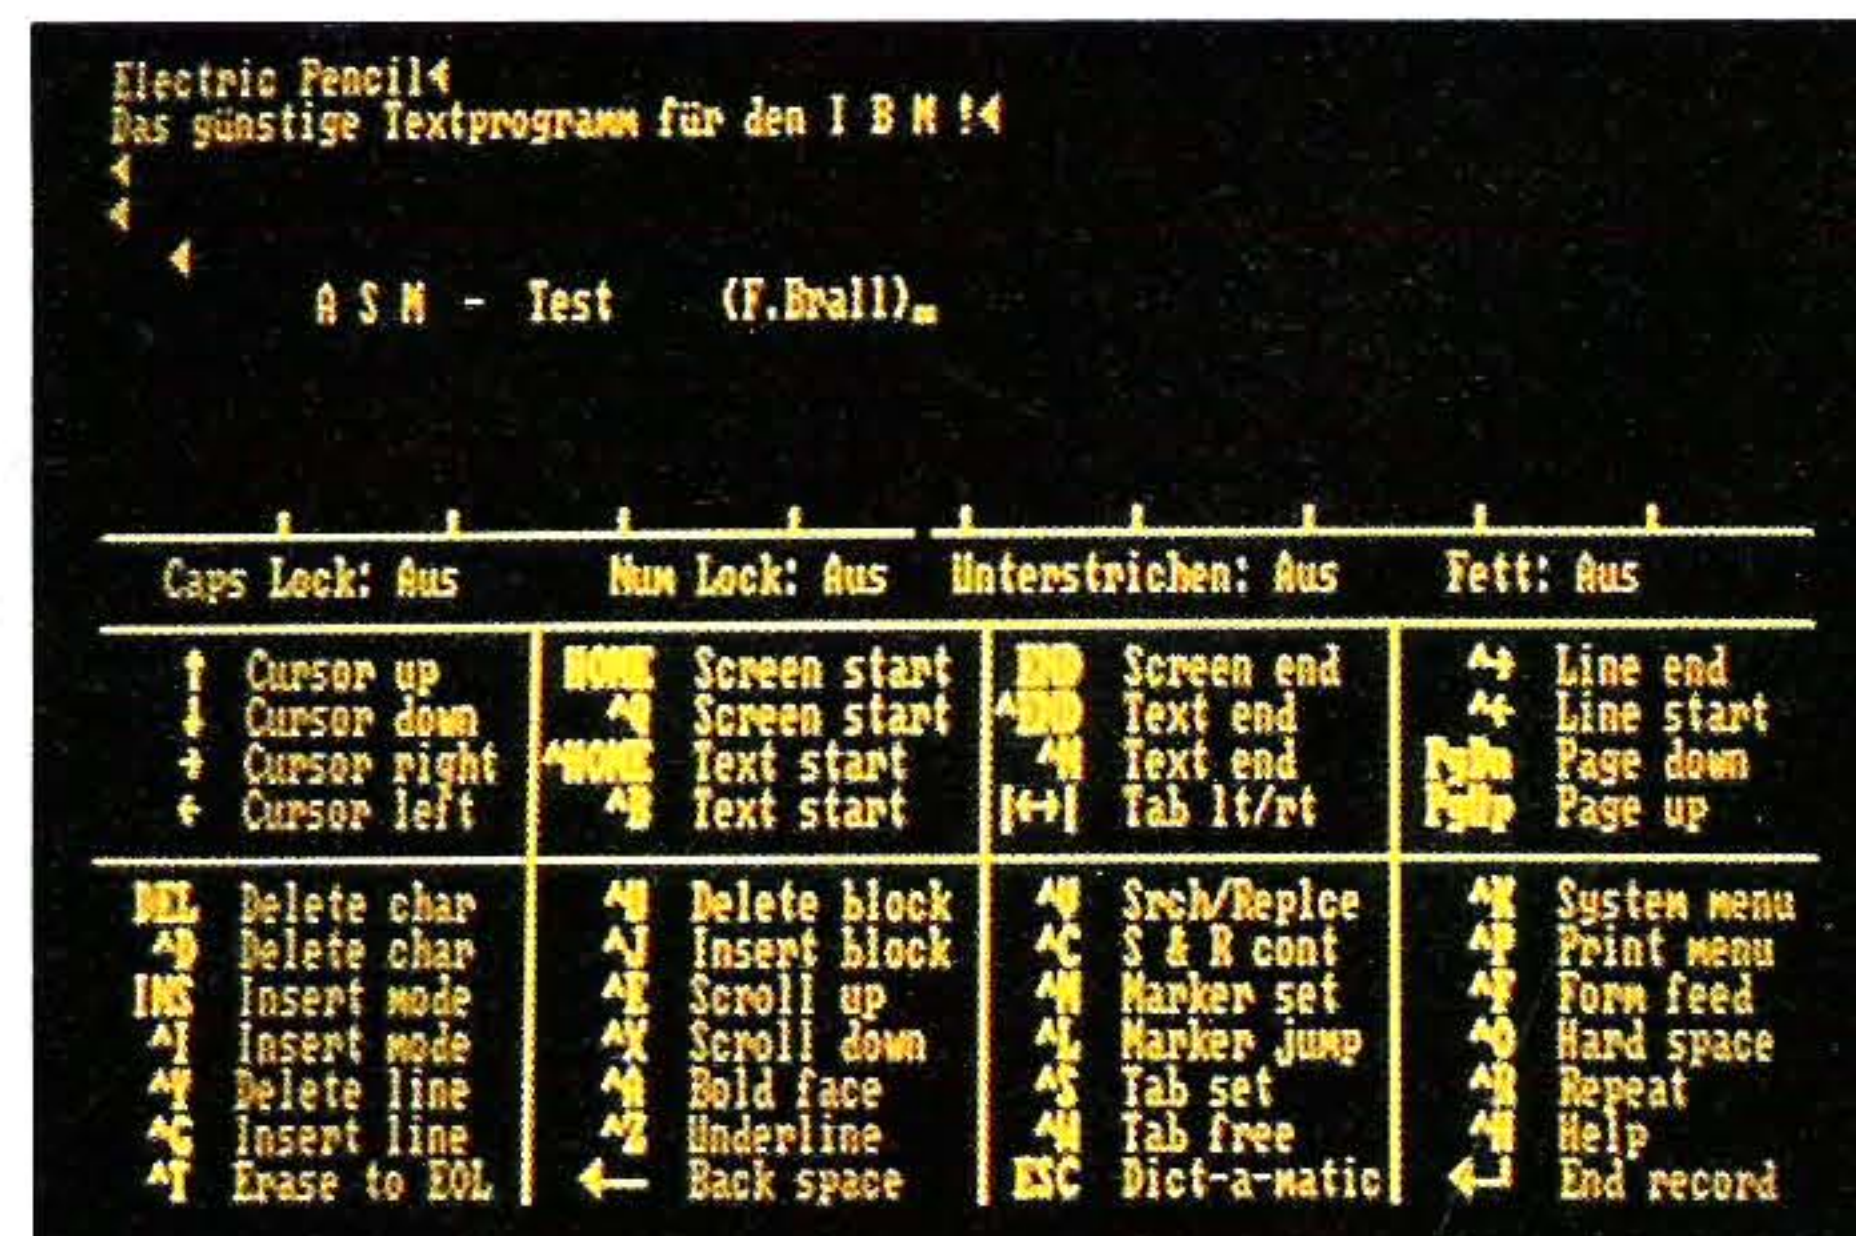 Electric Pencil
Das günstige Textprogramm für den I B M !
A S M - Test (F.Brall)
Caps Lock: Aus Num Lock: Aus Unterstrichen: Aus Fett: Aus
↑ Cursor up HOME Screen start END Screen end ^→ Line end
↓ Cursor down Screen start ^END Text end ^← Line start
→ Cursor right ^HOME Text start Text end PgDn Page down
← Cursor left Text start |↔| Tab lt/rt PgUp Page up
DEL Delete char Delete block Srch/Replce System menu
^D Delete char ^J Insert block ^C S & R cont ^P Print menu
INS Insert mode ^E Scroll up Marker set ^F Form feed
^I Insert mode ^X Scroll down ^L Marker jump ^O Hard space
^Y Delete line Bold face ^S Tab set Repeat
^G Insert line ^Z Underline Tab free Help
^T Erase to EOL ← Back space ESC Dict-a-matic ↵ End record